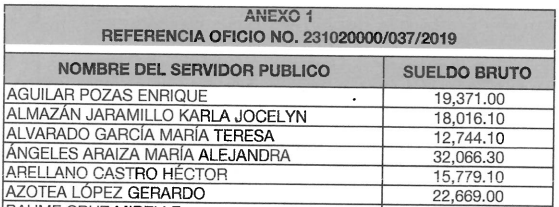 ANEXO 1
REFERENCIA OFICIO NO. 231020000/037/2019
NOMBRE DEL SERVIDOR PUBLICO SUELDO BRUTO
AGUILAR POZAS ENRIQUE 19,371.00
ALMAZÁN JARAMILLO KARLA JOCELYN 18,016.10
ALVARADO GARCÍA MARÍA TERESA 12,744.10
ÁNGELES ARAIZA MARÍA ALEJANDRA 32,066.30
ARELLANO CASTRO HÉCTOR 15,779.10
AZOTEA LÓPEZ GERARDO 22,669.00